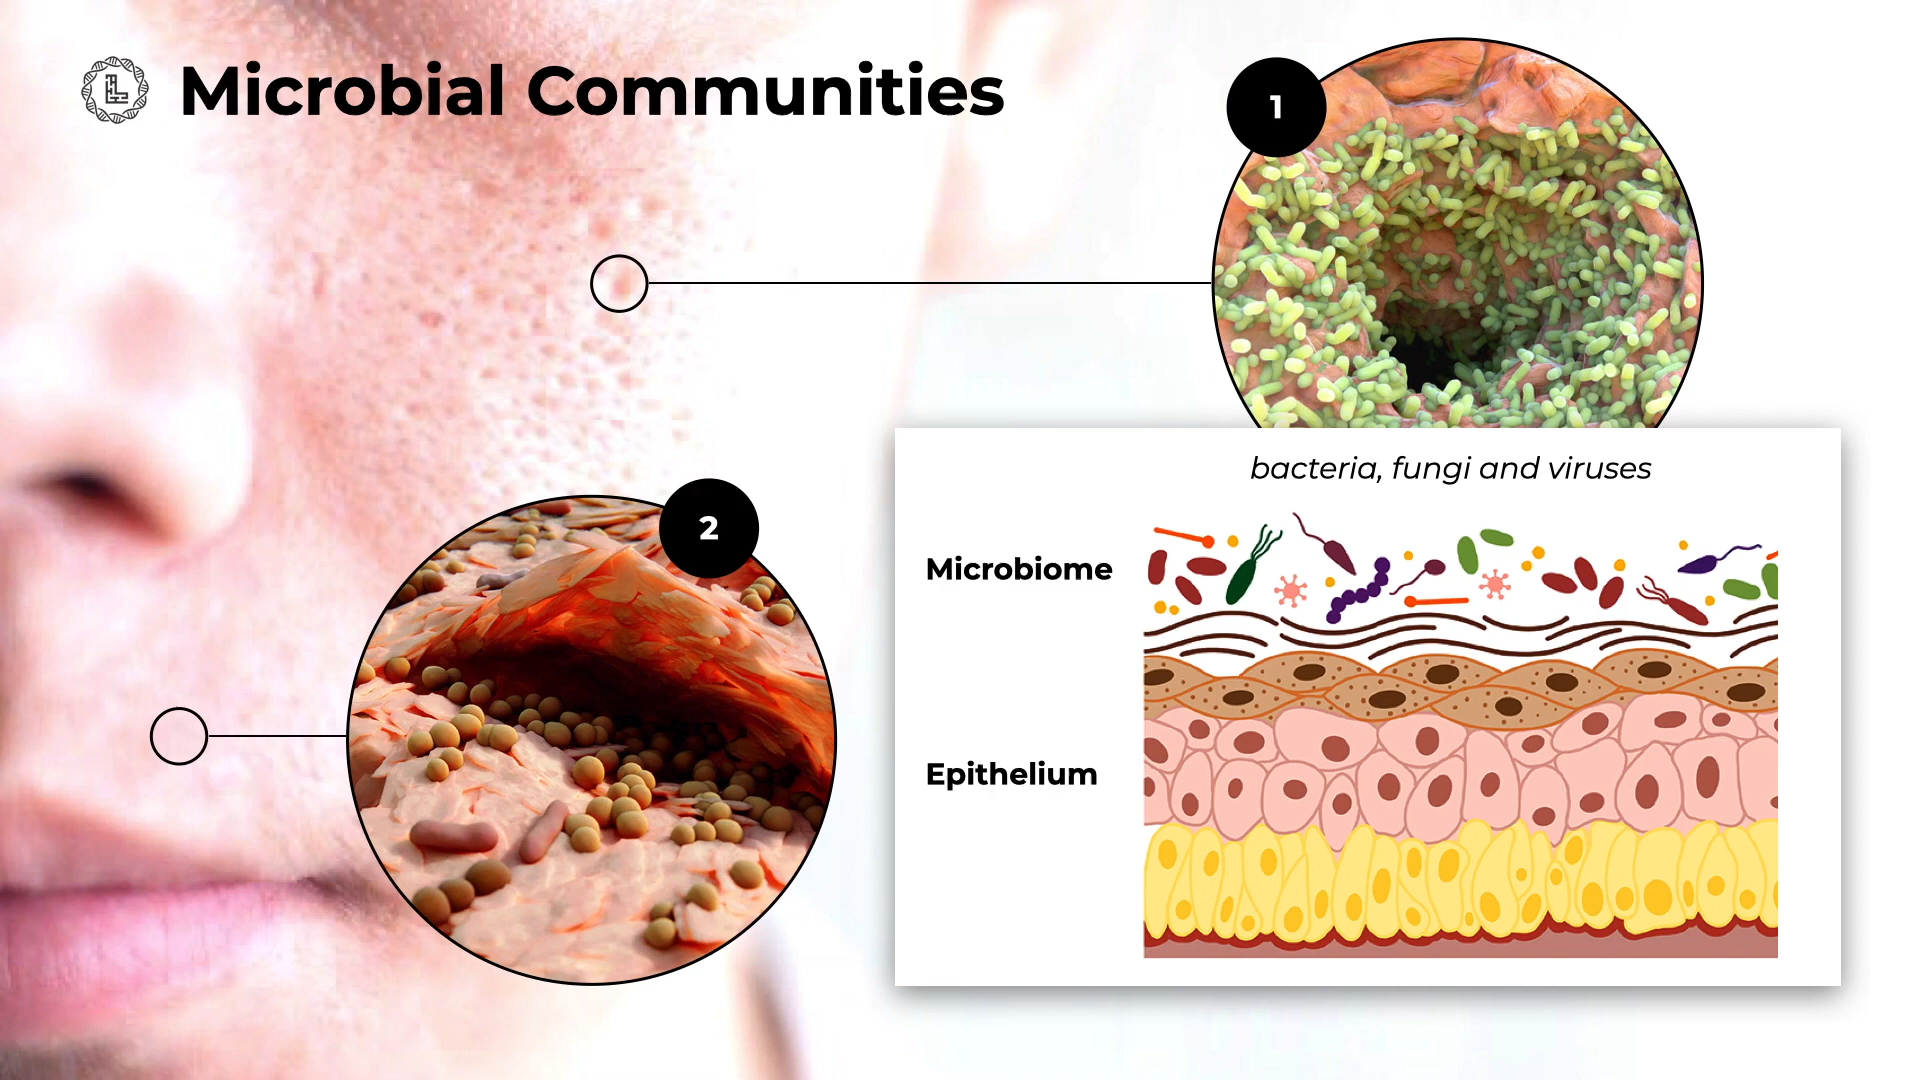 Microbial Communities
1
2
bacteria, fungi and viruses
Microbiome
Epithelium